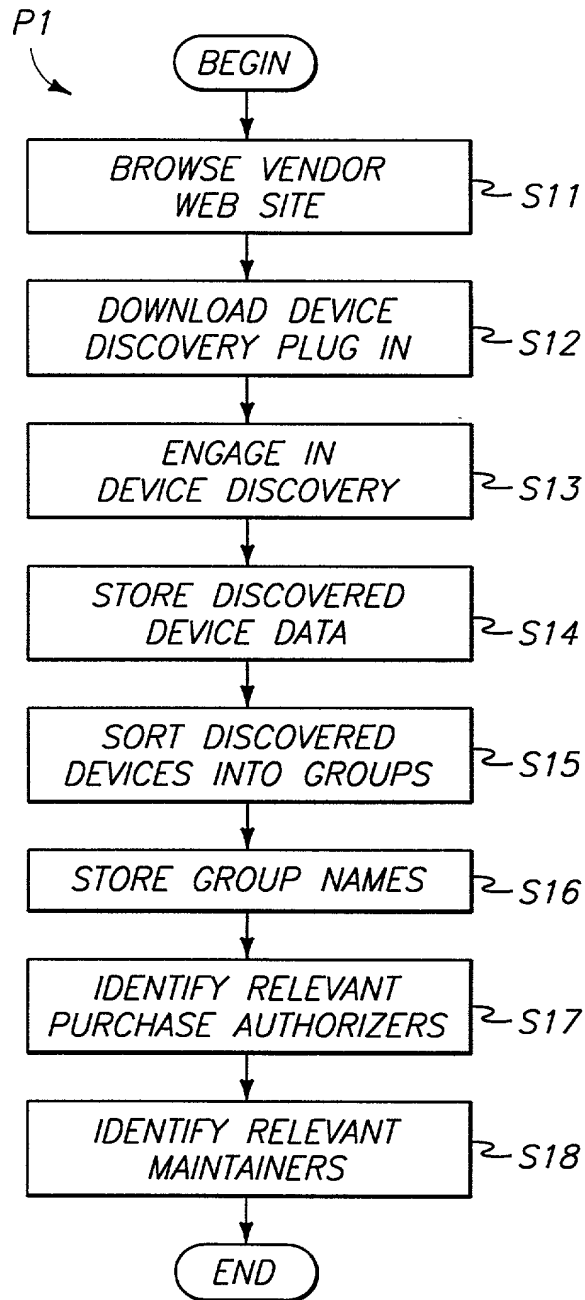 P1
BEGIN
BROWSE VENDOR
WEB SITE
S11
DOWNLOAD DEVICE
DISCOVERY PLUG IN
S12
ENGAGE IN
DEVICE DISCOVERY
S13
STORE DISCOVERED
DEVICE DATA
S14
SORT DISCOVERED
DEVICES INTO GROUPS
S15
STORE GROUP NAMES
S16
IDENTIFY RELEVANT
PURCHASE AUTHORIZERS
S17
IDENTIFY RELEVANT
MAINTAINERS
S18
END